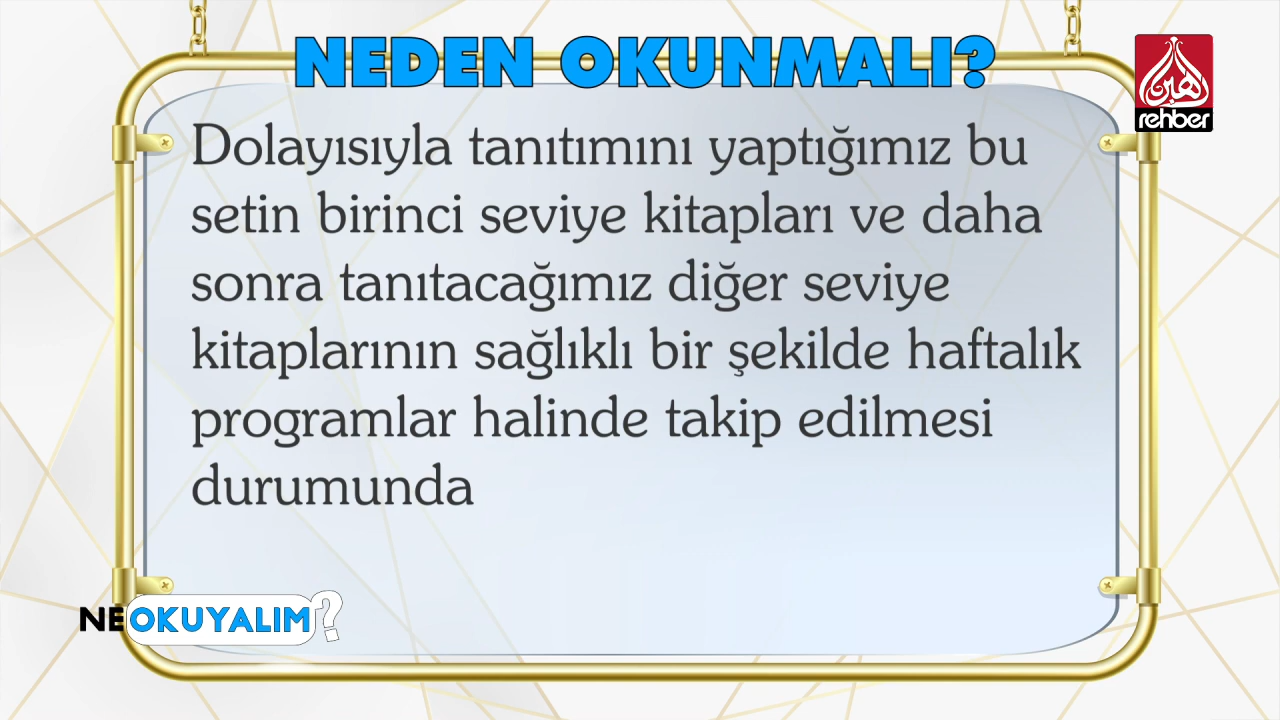 NEDEN OKUNMALI?
رهبر
rehber
Dolayısıyla tanıtımını yaptığımız bu
setin birinci seviye kitapları ve daha
sonra tanıtacağımız diğer seviye
kitaplarının sağlıklı bir şekilde haftalık
programlar halinde takip edilmesi
durumunda
NE OKUYALIM?